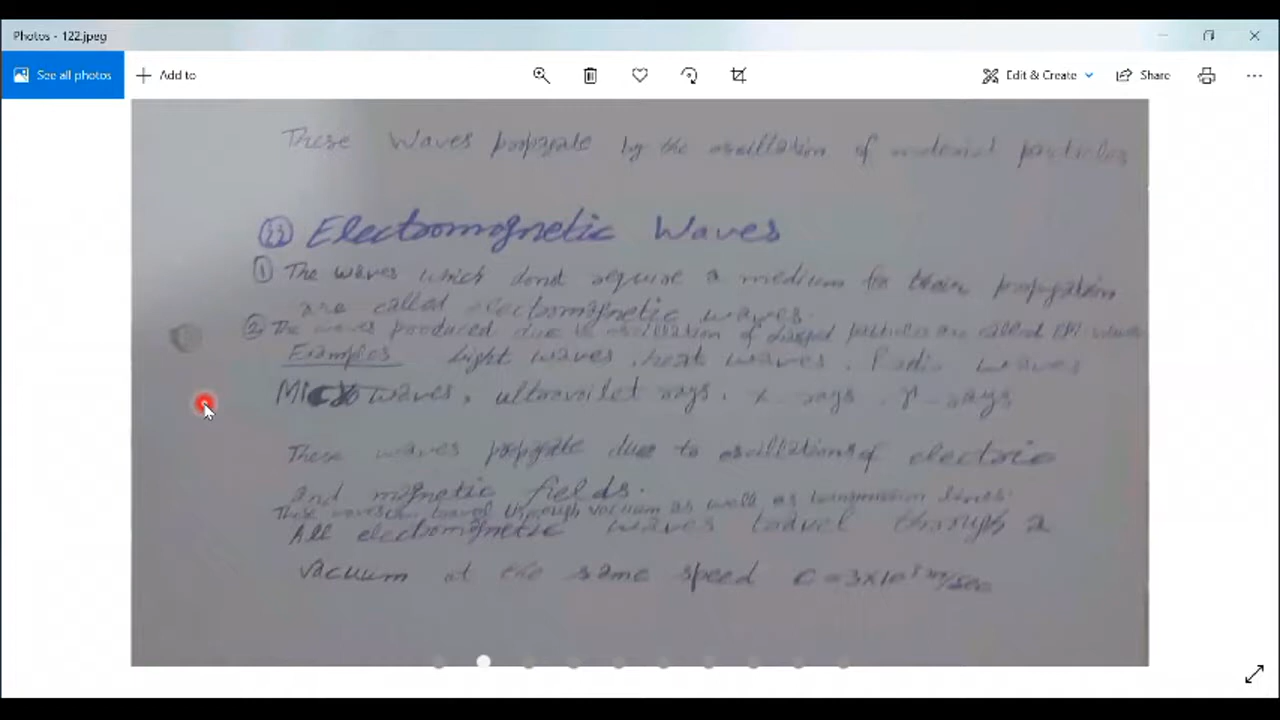 Photos - 122.jpeg
See all photos
Add to
Edit & Create
Share
These Waves propagate by the oscillation of material particles
ii Electromagnetic Waves
1 The waves which dond require a medium for their propagation
are called electromagnetic waves.
2 The waves produced due to oscillation of charged particles are called EM waves
Examples Light waves, heat waves, Radio waves
Micro waves, ultravoilet rays, x-rays, γ-rays
These waves propagate due to oscillations of electric
and magnetic fields.
These waves can travel through vacuum as well as transmission lines.
All electromagnetic waves travel through a
vacuum at the same speed C=3x10⁸ m/sec